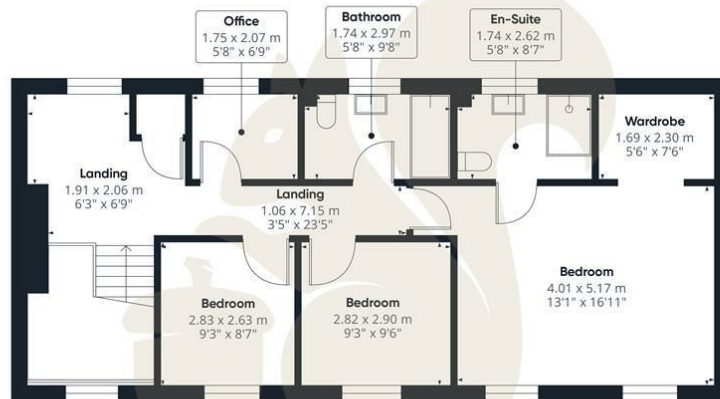 Office
1.75 x 2.07 m
5'8" x 6'9"
Bathroom
1.74 x 2.97 m
5'8" x 9'8"
En-Suite
1.74 x 2.62 m
5'8" x 8'7"
Landing
1.91 x 2.06 m
6'3" x 6'9"
Wardrobe
1.69 x 2.30 m
5'6" x 7'6"
Landing
1.06 x 7.15 m
3'5" x 23'5"
Bedroom
2.83 x 2.63 m
9'3" x 8'7"
Bedroom
2.82 x 2.90 m
9'3" x 9'6"
Bedroom
4.01 x 5.17 m
13'1" x 16'11"